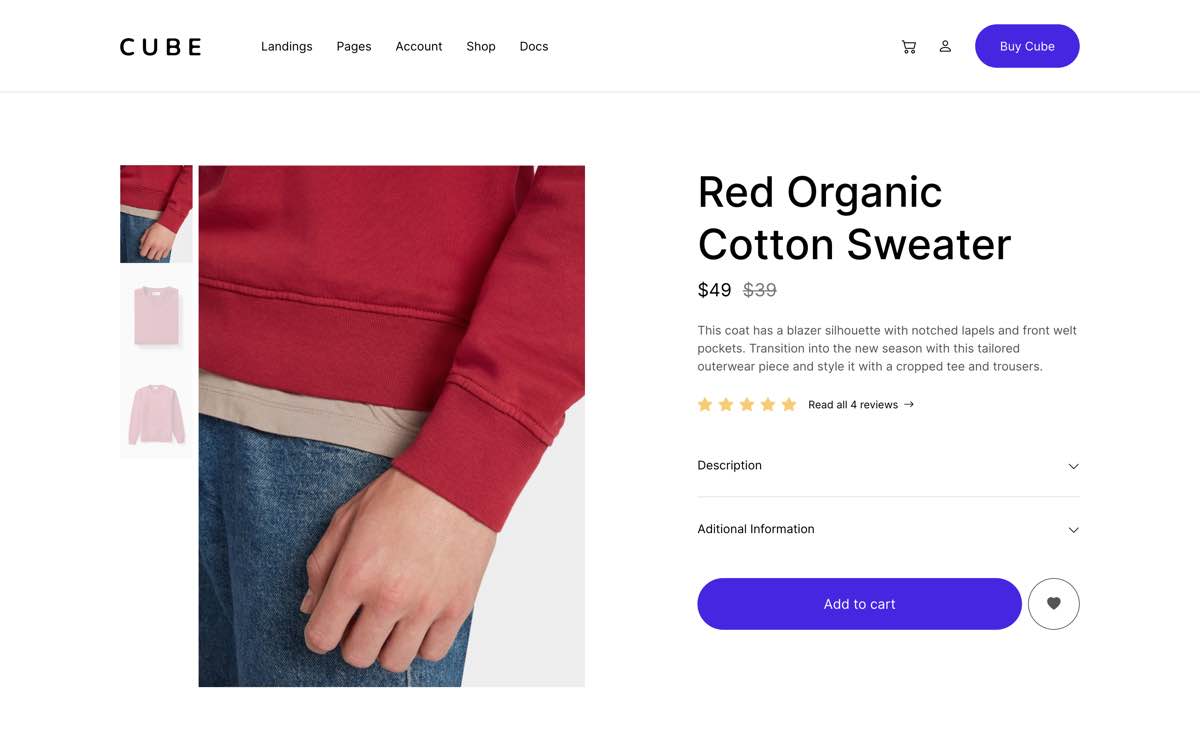 CUBE
Landings Pages Account Shop Docs
Buy Cube
Red Organic
Cotton Sweater
$49 $39
This coat has a blazer silhouette with notched lapels and front welt
pockets. Transition into the new season with this tailored
outerwear piece and style it with a cropped tee and trousers.
Read all 4 reviews →
Description
Aditional Information
Add to cart